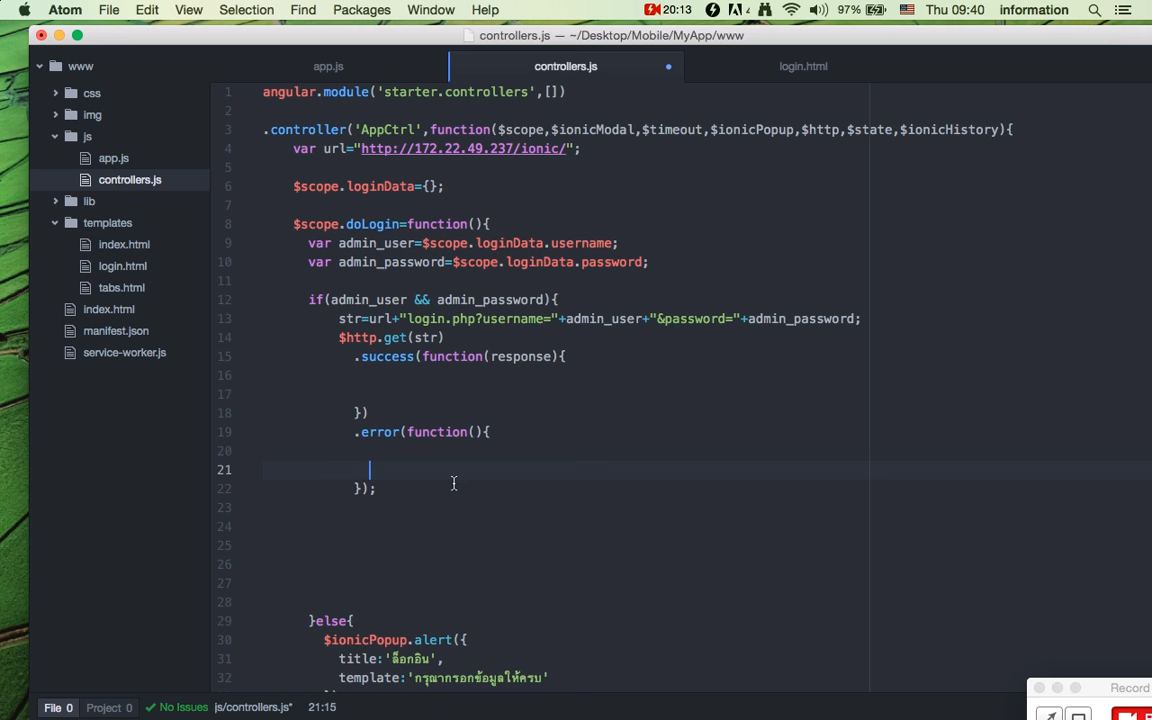 Atom File Edit View Selection Find Packages Window Help 20:13 4 97% Thu 09:40 information
controllers.js — ~/Desktop/Mobile/MyApp/www
www
app.js controllers.js login.html
css
img
js
app.js
controllers.js
lib
templates
index.html
login.html
tabs.html
index.html
manifest.json
service-worker.js
1 angular.module('starter.controllers',[])
2
3 .controller('AppCtrl',function($scope,$ionicModal,$timeout,$ionicPopup,$http,$state,$ionicHistory){
4 var url="http://172.22.49.237/ionic/";
5
6 $scope.loginData={};
7
8 $scope.doLogin=function(){
9 var admin_user=$scope.loginData.username;
10 var admin_password=$scope.loginData.password;
11
12 if(admin_user && admin_password){
13 str=url+"login.php?username="+admin_user+"&password="+admin_password;
14 $http.get(str)
15 .success(function(response){
16
17
18 })
19 .error(function(){
20
21
22 });
23
24
25
26
27
28
29 }else{
30 $ionicPopup.alert({
31 title:'ล็อกอิน',
32 template:'กรุณากรอกข้อมูลให้ครบ'
File 0 Project 0 No Issues js/controllers.js* 21:15
Record